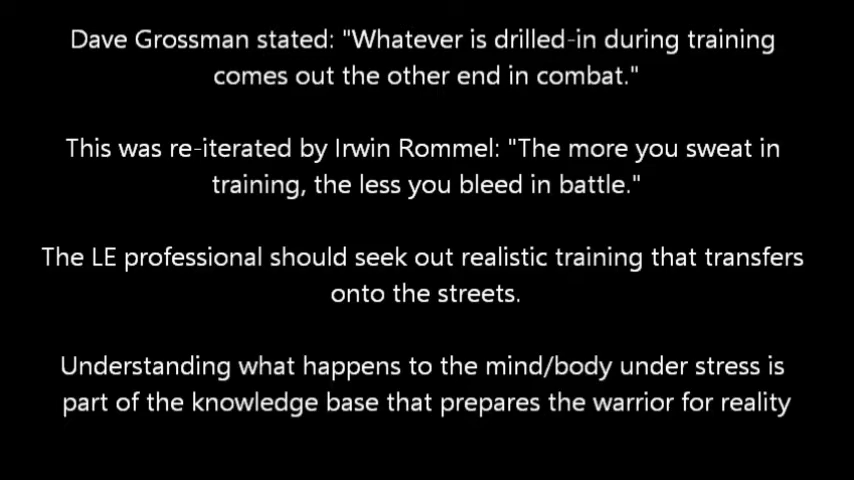 Dave Grossman stated: "Whatever is drilled-in during training
comes out the other end in combat."
This was re-iterated by Irwin Rommel: "The more you sweat in
training, the less you bleed in battle."
The LE professional should seek out realistic training that transfers
onto the streets.
Understanding what happens to the mind/body under stress is
part of the knowledge base that prepares the warrior for reality